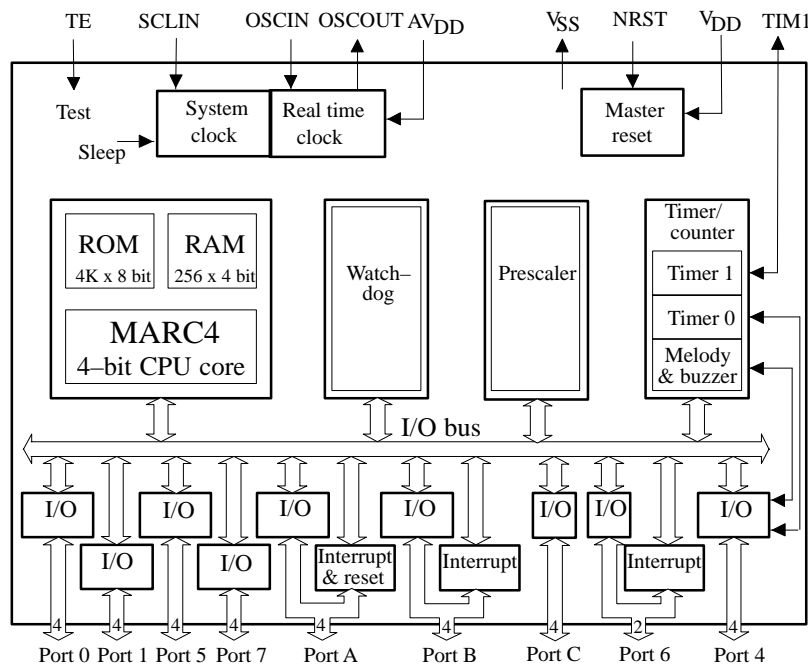 TE SCLIN OSCIN OSCOUT AVDD VSS NRST VDD TIM1
Test
Sleep
System
clock
Real time
clock
Master
reset
ROM
4K x 8 bit
RAM
256 x 4 bit
MARC4
4–bit CPU core
Watch–
dog
Prescaler
Timer/
counter
Timer 1
Timer 0
Melody
& buzzer
I/O bus
I/O I/O I/O I/O I/O I/O I/O
I/O I/O
Interrupt
& reset
Interrupt
Interrupt
4 4 4 4 4 4 4 2 4
Port 0 Port 1 Port 5 Port 7 Port A Port B Port C Port 6 Port 4